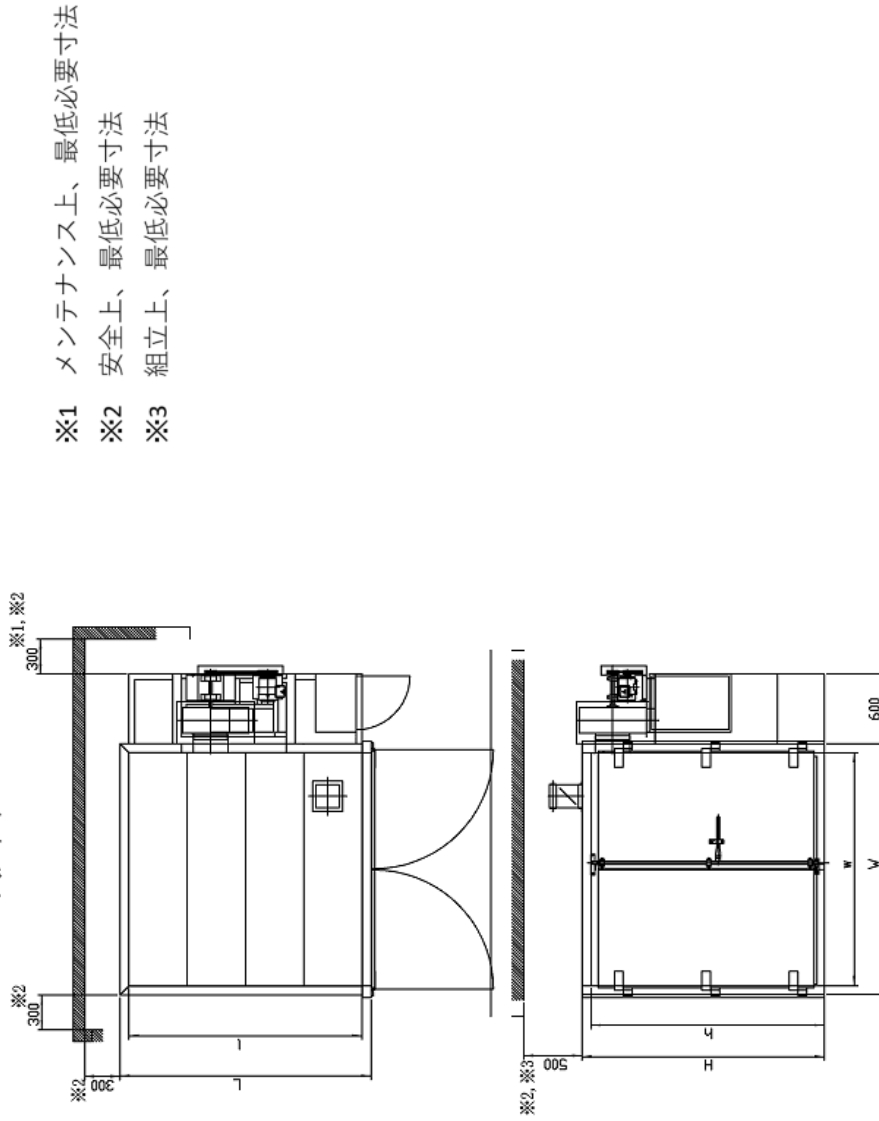 ※1 メンテナンス上、最低必要寸法
※2 安全上、最低必要寸法
※3 組立上、最低必要寸法
※1, ※2
300
※2
300
※2
300
l
L
※2, ※3
500
H
h
w
W
600